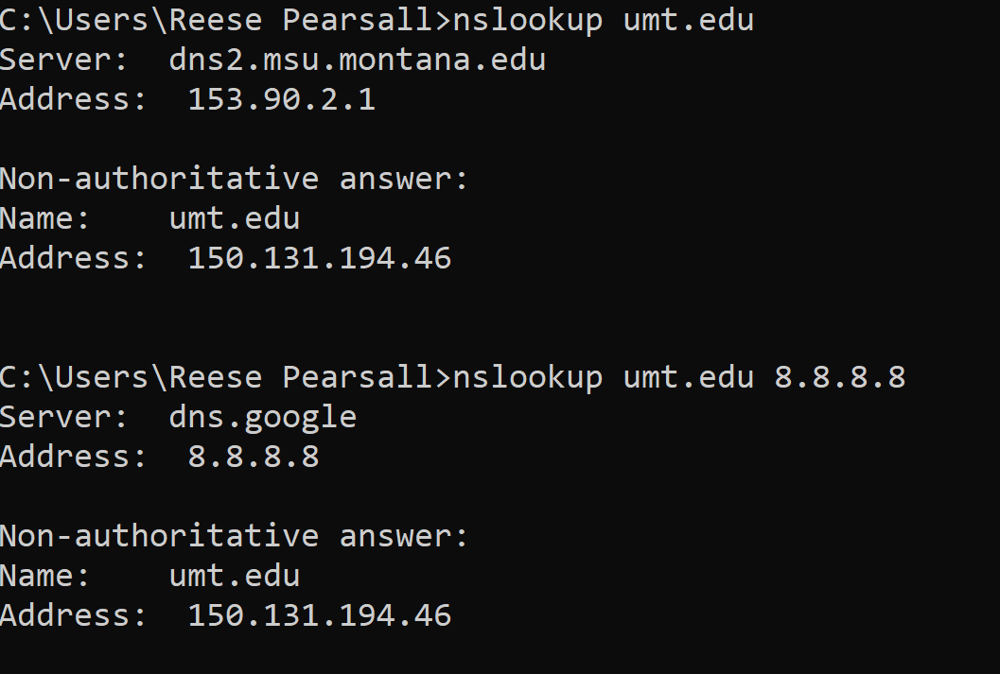 C:\Users\Reese Pearsall>nslookup umt.edu
Server:  dns2.msu.montana.edu
Address:  153.90.2.1
Non-authoritative answer:
Name:    umt.edu
Address:  150.131.194.46
C:\Users\Reese Pearsall>nslookup umt.edu 8.8.8.8
Server:  dns.google
Address:  8.8.8.8
Non-authoritative answer:
Name:    umt.edu
Address:  150.131.194.46